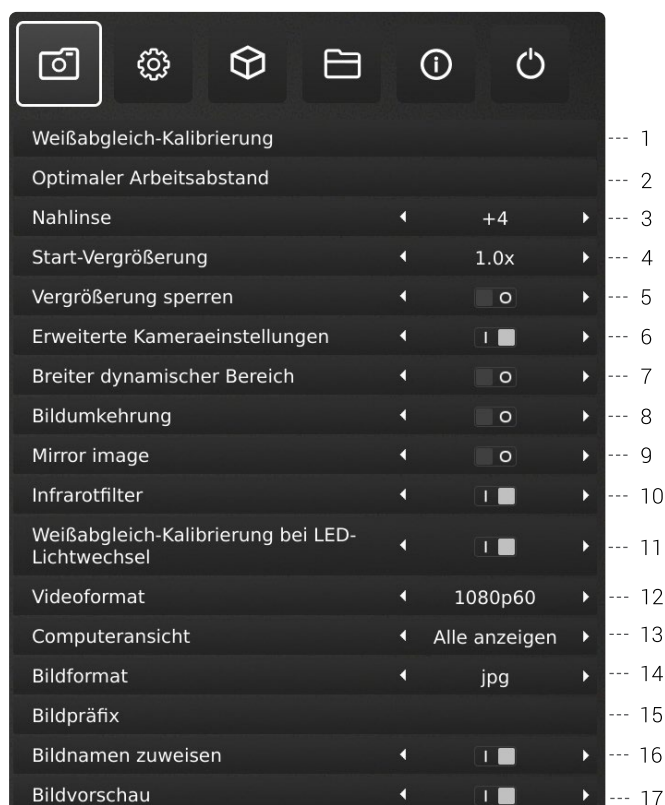 Weißabgleich-Kalibrierung --- 1
Optimaler Arbeitsabstand --- 2
Nahlinse +4 --- 3
Start-Vergrößerung 1.0x --- 4
Vergrößerung sperren --- 5
Erweiterte Kameraeinstellungen --- 6
Breiter dynamischer Bereich --- 7
Bildumkehrung --- 8
Mirror image --- 9
Infrarotfilter --- 10
Weißabgleich-Kalibrierung bei LED-
Lichtwechsel --- 11
Videoformat 1080p60 --- 12
Computeransicht Alle anzeigen --- 13
Bildformat jpg --- 14
Bildpräfix --- 15
Bildnamen zuweisen --- 16
Bildvorschau --- 17